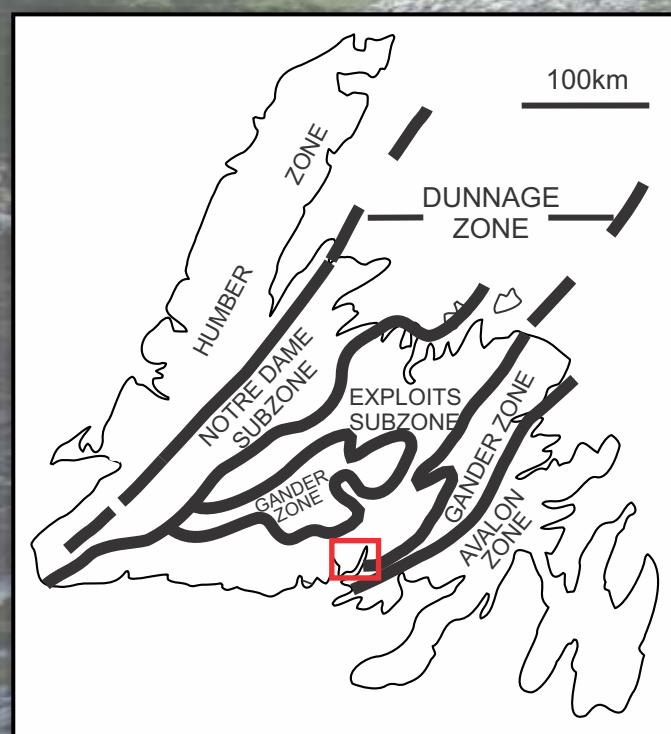 100km
DUNNAGE
ZONE
HUMBER ZONE
NOTRE DAME
SUBZONE
EXPLOITS
SUBZONE
GANDER
ZONE
GANDER ZONE
AVALON
ZONE